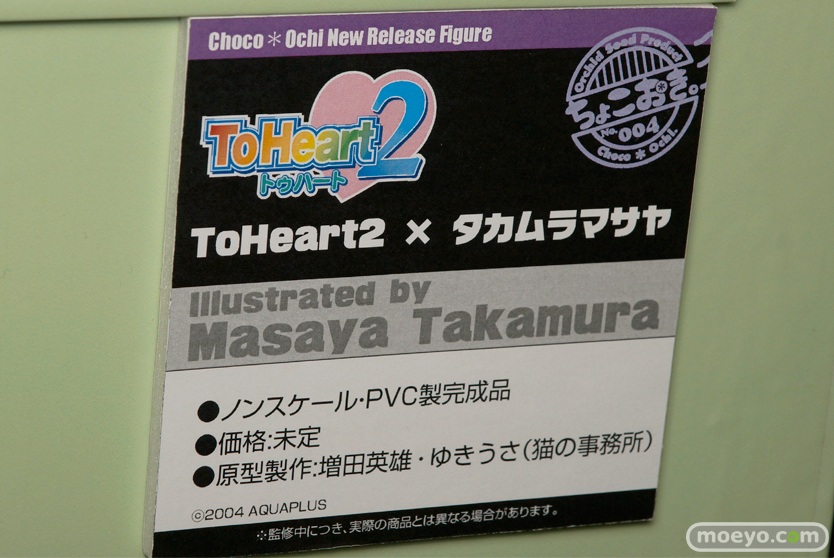 Choco＊Ochi New Release Figure
Orchid Seed Product
ちょこおき。
No.004
Choco＊Ochi.
ToHeart2
トゥハート
ToHeart2 × タカムラマサヤ
Illustrated by
Masaya Takamura
●ノンスケール・PVC製完成品
●価格:未定
●原型製作:増田英雄・ゆきうさ(猫の事務所)
©2004 AQUAPLUS
※監修中につき、実際の商品とは異なる場合があります。
moeyo.com